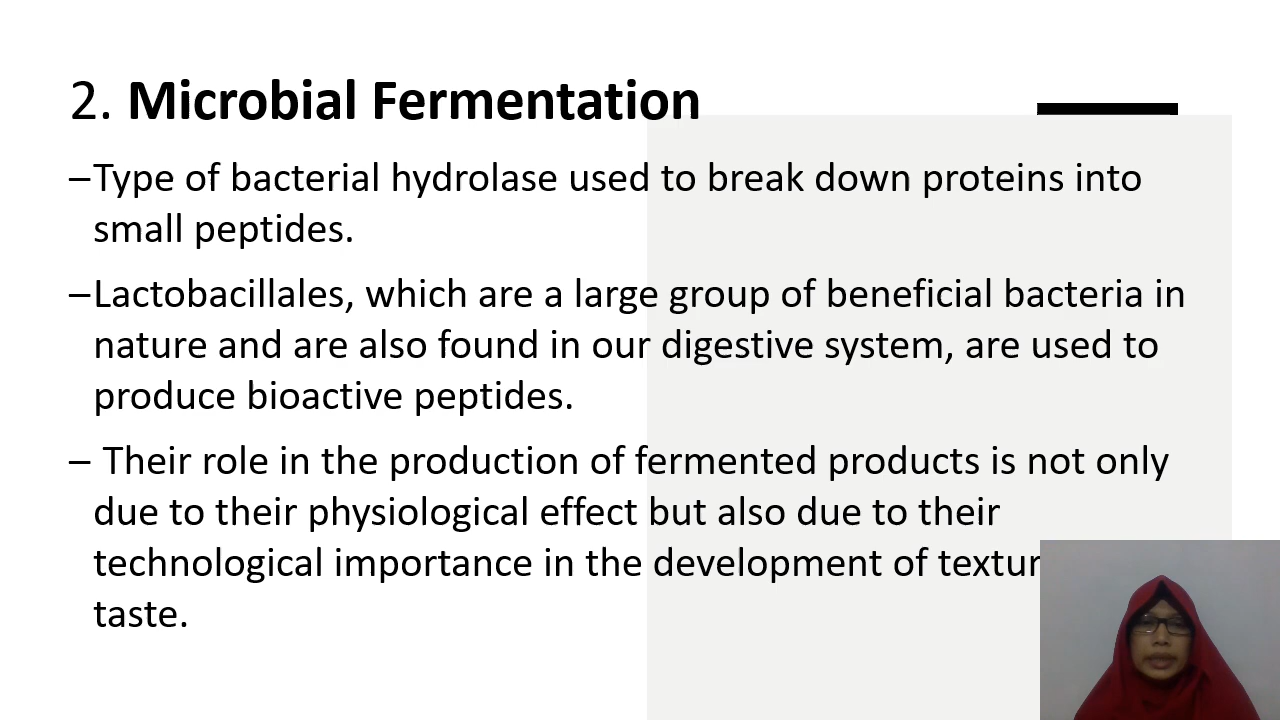 2. Microbial Fermentation
–Type of bacterial hydrolase used to break down proteins into
small peptides.
–Lactobacillales, which are a large group of beneficial bacteria in
nature and are also found in our digestive system, are used to
produce bioactive peptides.
– Their role in the production of fermented products is not only
due to their physiological effect but also due to their
technological importance in the development of
taste.